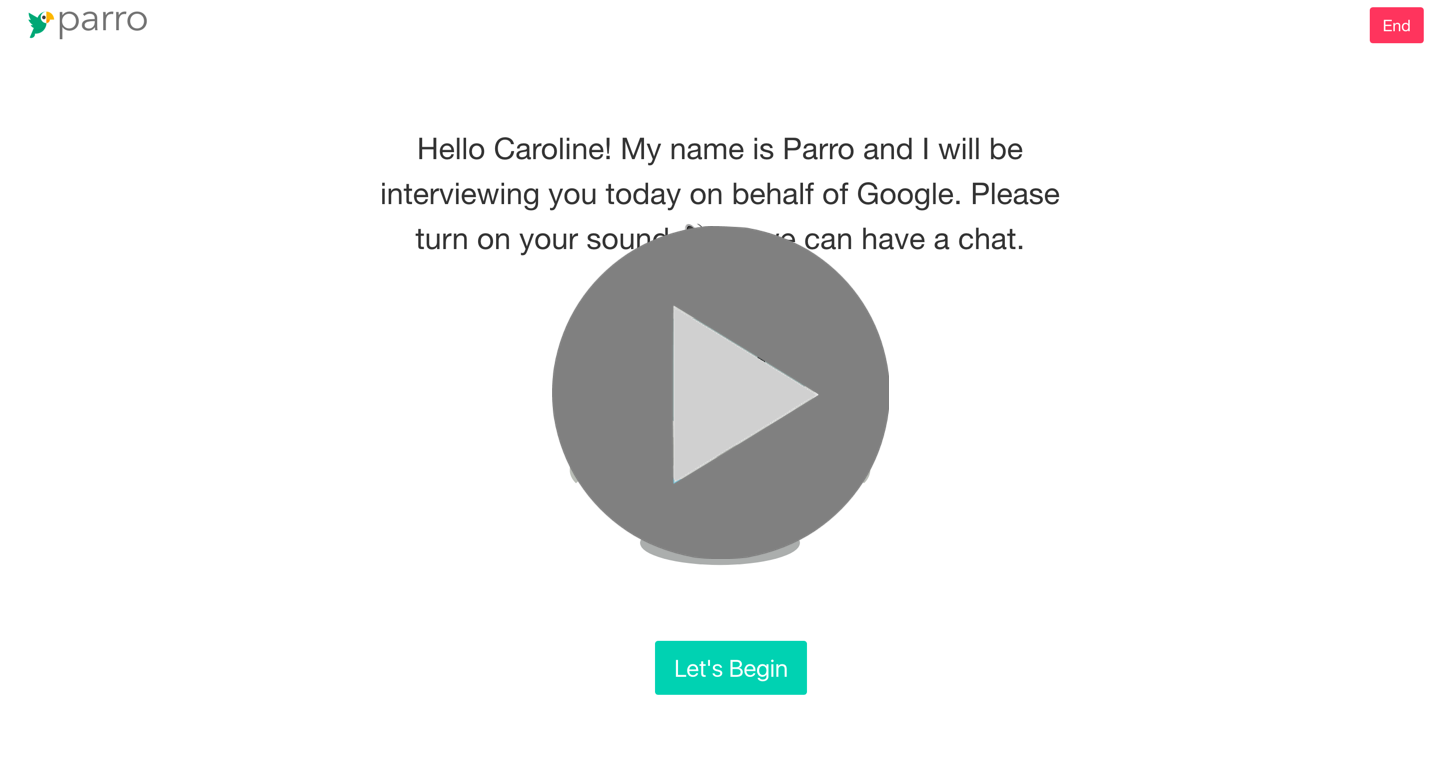 parro
End
Hello Caroline! My name is Parro and I will be
interviewing you today on behalf of Google. Please
turn on your sound can have a chat.
Let's Begin